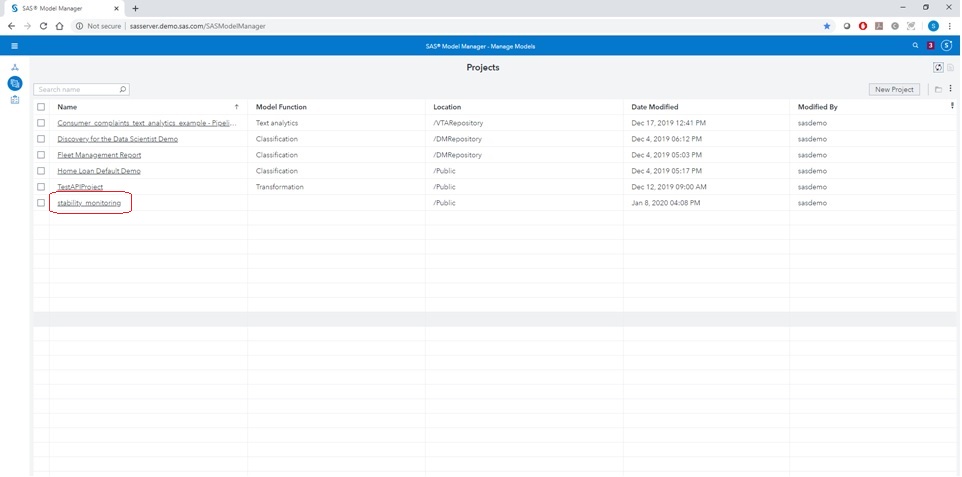 SAS® Model Manager
Not secure | sasserver.demo.sas.com/SASModelManager
S
SAS® Model Manager - Manage Models
3
S
Projects
Search name
New Project
Name Model Function Location Date Modified Modified By
Consumer_complaints_text_analytics_example - Pipeli... Text analytics /VTARepository Dec 17, 2019 12:41 PM sasdemo
Discovery for the Data Scientist Demo Classification /DMRepository Dec 4, 2019 06:12 PM sasdemo
Fleet Management Report Classification /DMRepository Dec 4, 2019 05:03 PM sasdemo
Home Loan Default Demo Classification /Public Dec 4, 2019 05:17 PM sasdemo
TestAPIProject Transformation /Public Dec 12, 2019 09:00 AM sasdemo
stability_monitoring /Public Jan 8, 2020 04:08 PM sasdemo